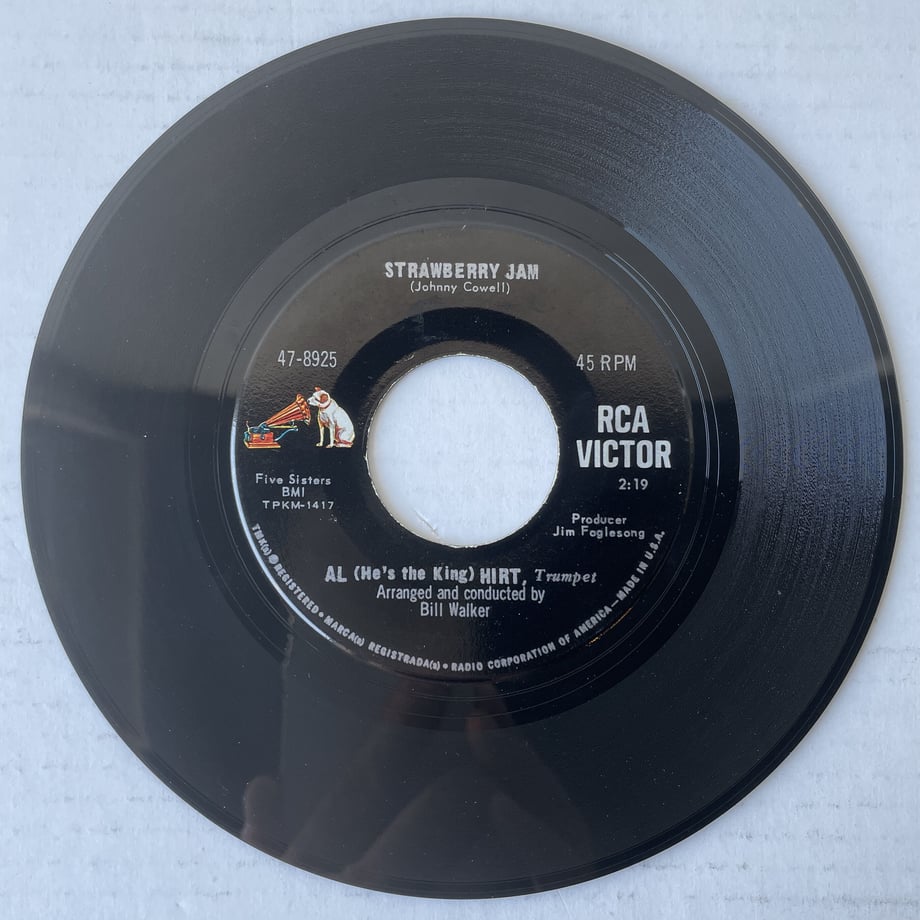 STRAWBERRY JAM
(Johnny Cowell)
47-8925
45 RPM
RCA
VICTOR
2:19
Five Sisters
BMI
TPKM-1417
Producer
Jim Foglesong
AL (He's the King) HIRT, Trumpet
Arranged and conducted by
Bill Walker
TMK(s) ® REGISTERED • MARCA(s) REGISTRADA(s) • RADIO CORPORATION OF AMERICA—MADE IN U.S.A.